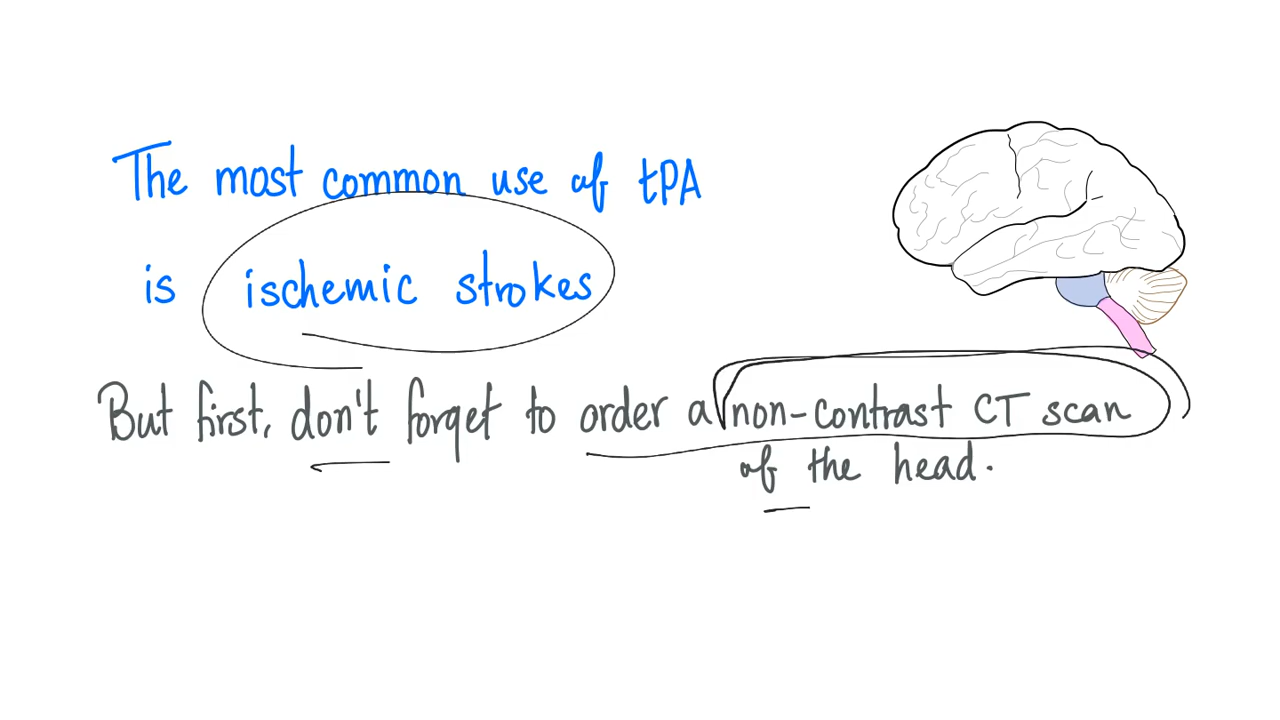 The most common use of tPA
is ischemic strokes
But first, don't forget to order a non-contrast CT scan
of the head.